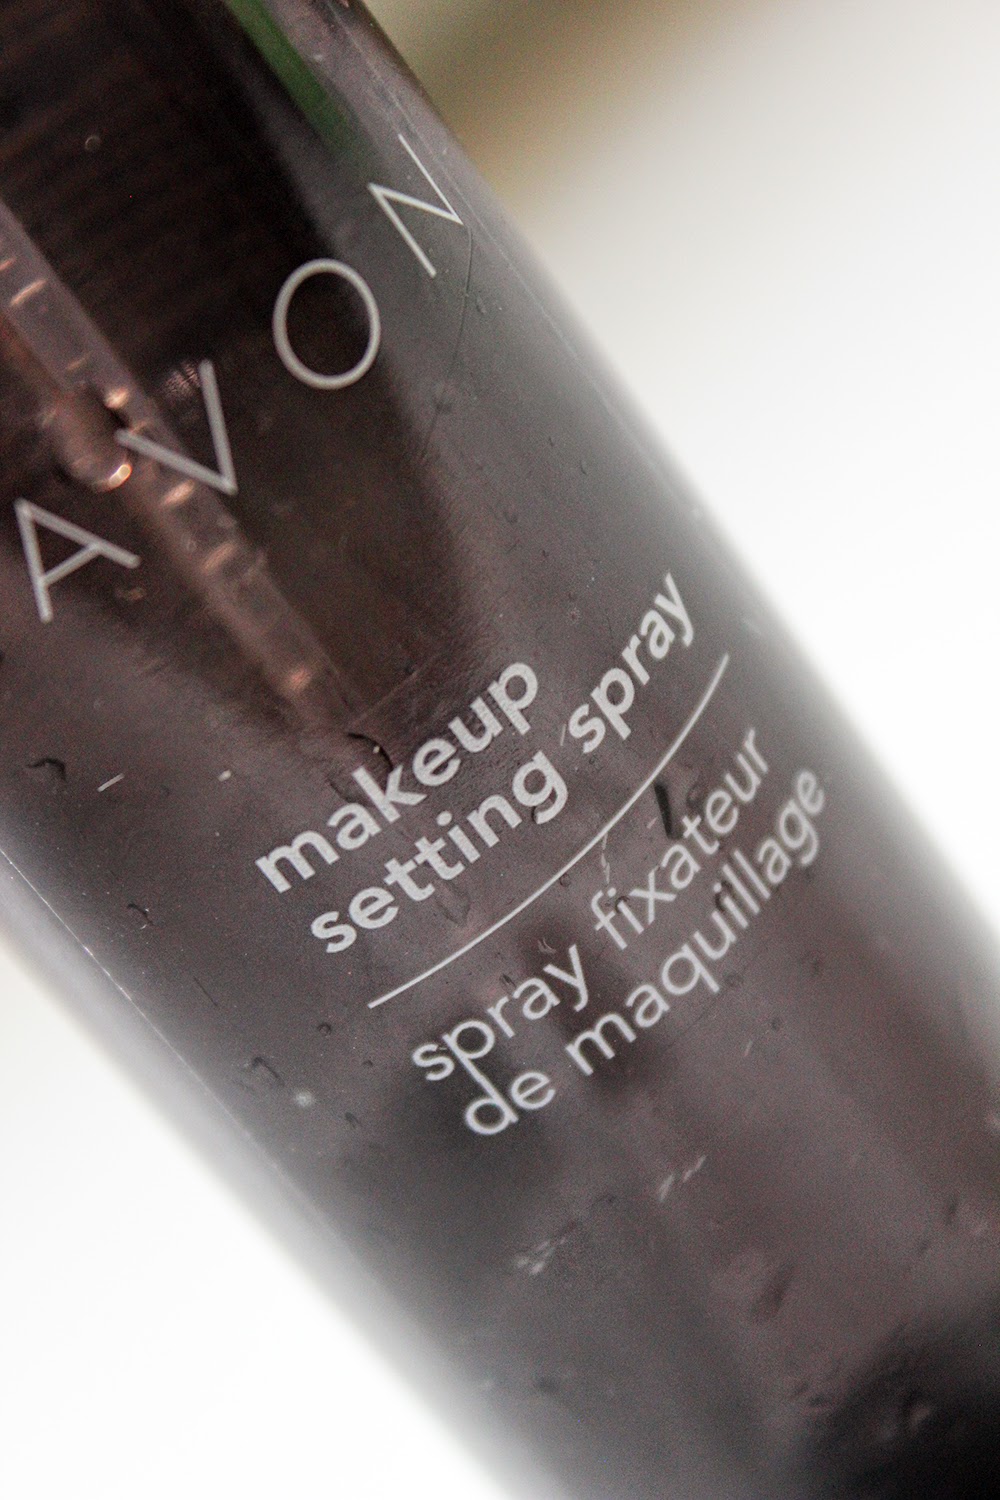 AVON
makeup
setting spray
spray fixateur
de maquillage